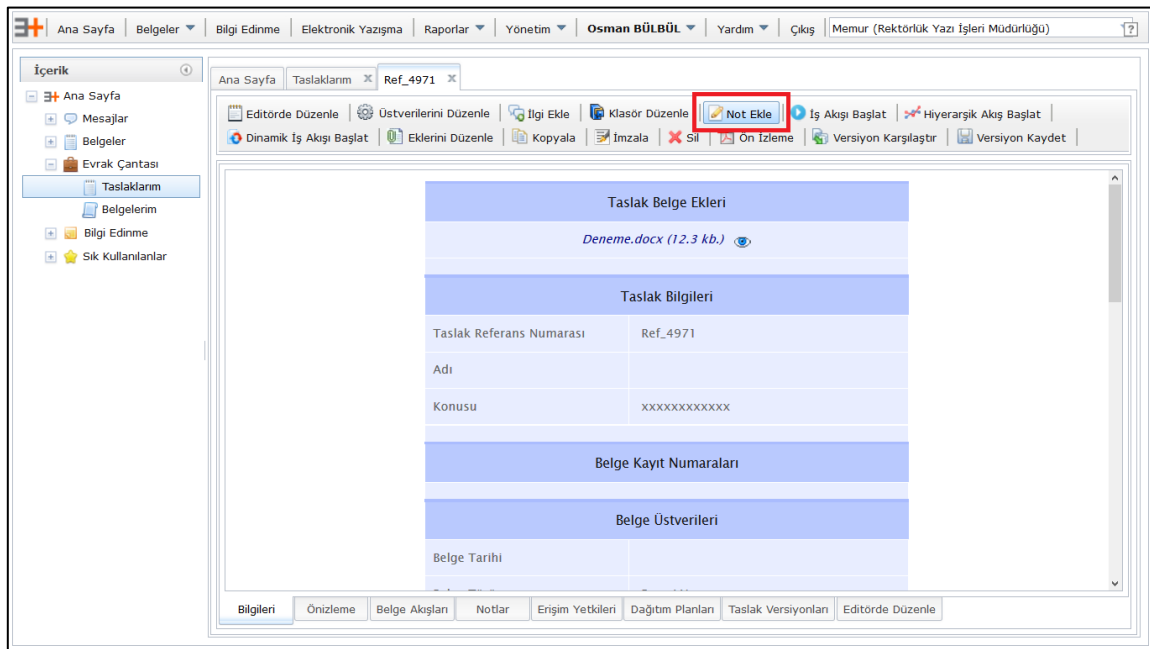 Ana Sayfa Belgeler Bilgi Edinme Elektronik Yazışma Raporlar Yönetim Osman BÜLBÜL Yardım Çıkış Memur (Rektörlük Yazı İşleri Müdürlüğü) ?
İçerik
Ana Sayfa
Mesajlar
Belgeler
Evrak Çantası
Taslaklarım
Belgelerim
Bilgi Edinme
Sık Kullanılanlar
Ana Sayfa Taslaklarım X Ref_4971 X
Editörde Düzenle Üstverilerini Düzenle İlgi Ekle Klasör Düzenle Not Ekle İş Akışı Başlat Hiyerarşik Akış Başlat
Dinamik İş Akışı Başlat Eklerini Düzenle Kopyala İmzala Sil Ön İzleme Versiyon Karşılaştır Versiyon Kaydet
Taslak Belge Ekleri
Deneme.docx (12.3 kb.)
Taslak Bilgileri
Taslak Referans Numarası Ref_4971
Adı
Konusu xxxxxxxxxxxx
Belge Kayıt Numaraları
Belge Üstverileri
Belge Tarihi
Bilgileri Önizleme Belge Akışları Notlar Erişim Yetkileri Dağıtım Planları Taslak Versiyonları Editörde Düzenle